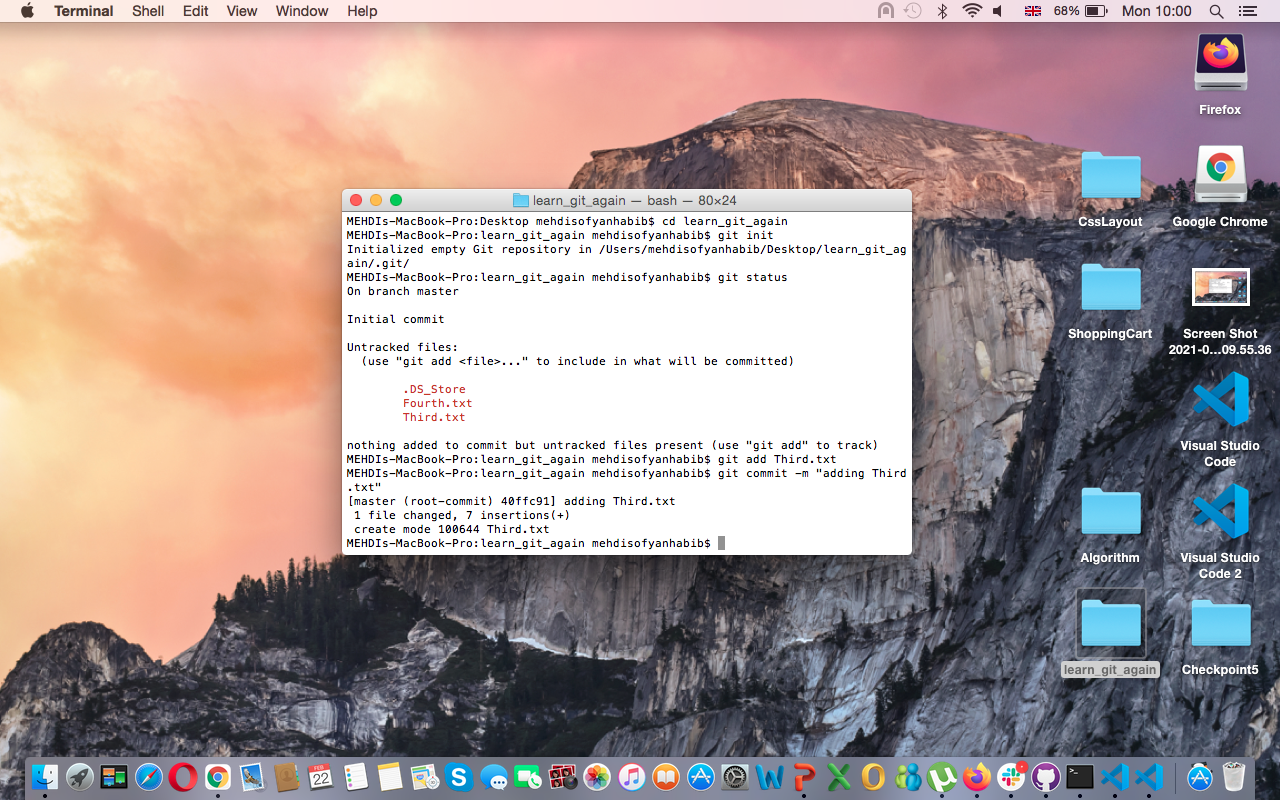 Terminal Shell Edit View Window Help 68% Mon 10:00
Firefox
CssLayout
Google Chrome
ShoppingCart
Screen Shot
2021-0...09.55.36
Visual Studio
Code
Algorithm
Visual Studio
Code 2
learn_git_again
Checkpoint5
learn_git_again — bash — 80×24
MEHDIs-MacBook-Pro:Desktop mehdisofyanhabib$ cd learn_git_again
MEHDIs-MacBook-Pro:learn_git_again mehdisofyanhabib$ git init
Initialized empty Git repository in /Users/mehdisofyanhabib/Desktop/learn_git_ag
ain/.git/
MEHDIs-MacBook-Pro:learn_git_again mehdisofyanhabib$ git status
On branch master
Initial commit
Untracked files:
(use "git add <file>..." to include in what will be committed)
.DS_Store
Fourth.txt
Third.txt
nothing added to commit but untracked files present (use "git add" to track)
MEHDIs-MacBook-Pro:learn_git_again mehdisofyanhabib$ git add Third.txt
MEHDIs-MacBook-Pro:learn_git_again mehdisofyanhabib$ git commit -m "adding Third
.txt"
[master (root-commit) 40ffc91] adding Third.txt
1 file changed, 7 insertions(+)
create mode 100644 Third.txt
MEHDIs-MacBook-Pro:learn_git_again mehdisofyanhabib$
FEB
22